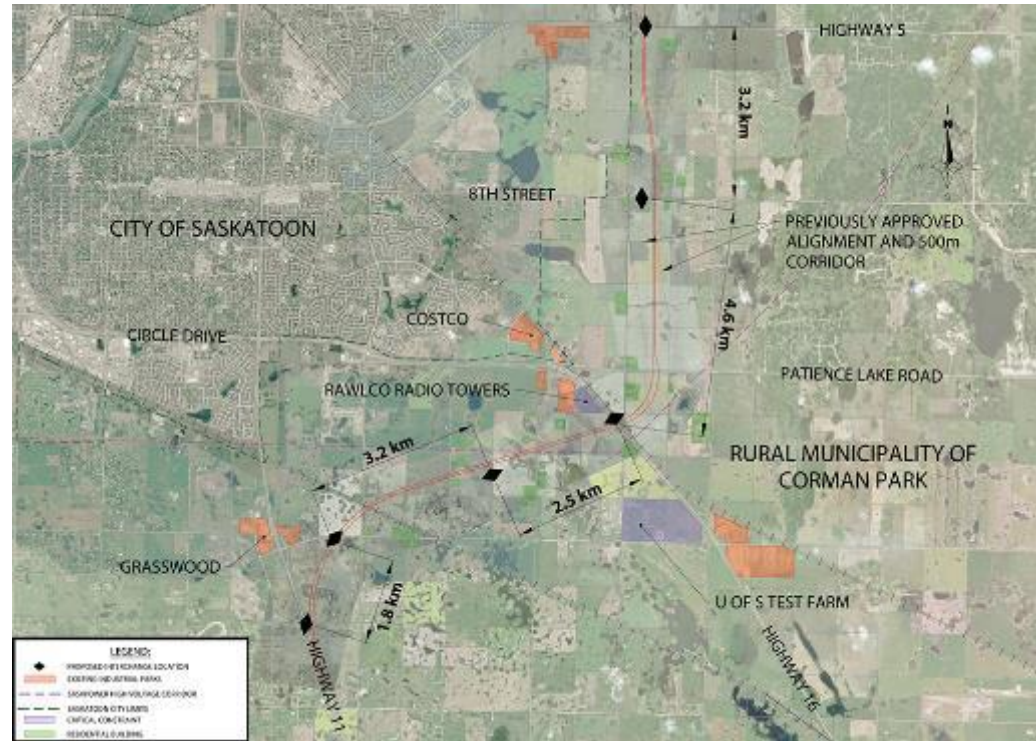 HIGHWAY 5
3.2 km
8TH STREET
CITY OF SASKATOON
PREVIOUSLY APPROVED
ALIGNMENT AND 500m
CORRIDOR
COSTCO
4.6 km
CIRCLE DRIVE
RAWLCO RADIO TOWERS
PATIENCE LAKE ROAD
3.2 km
RURAL MUNICIPALITY OF
CORMAN PARK
2.5 km
GRASSWOOD
U OF S TEST FARM
1.8 km
HIGHWAY 11
HIGHWAY 16
N
LEGEND:
PROPOSED INTERCHANGE LOCATION
EXISTING INDUSTRIAL PARKS
SASKPOWER HIGH VOLTAGE CORRIDOR
SASKATOON CITY LIMITS
CRITICAL CONSTRAINT
RESIDENTIAL BUILDING